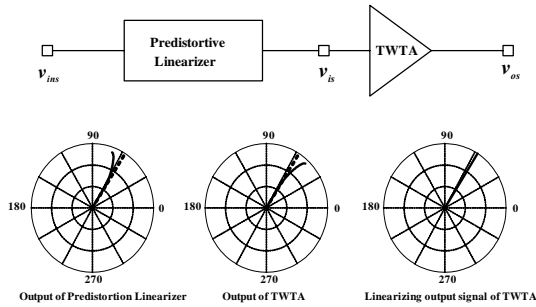 Predistortive
Linearizer
TWTA
v_ins
v_is
v_os
90
90
90
180
0
180
0
180
0
270
270
270
Output of Predistortion Linearizer
Output of TWTA
Linearizing output signal of TWTA